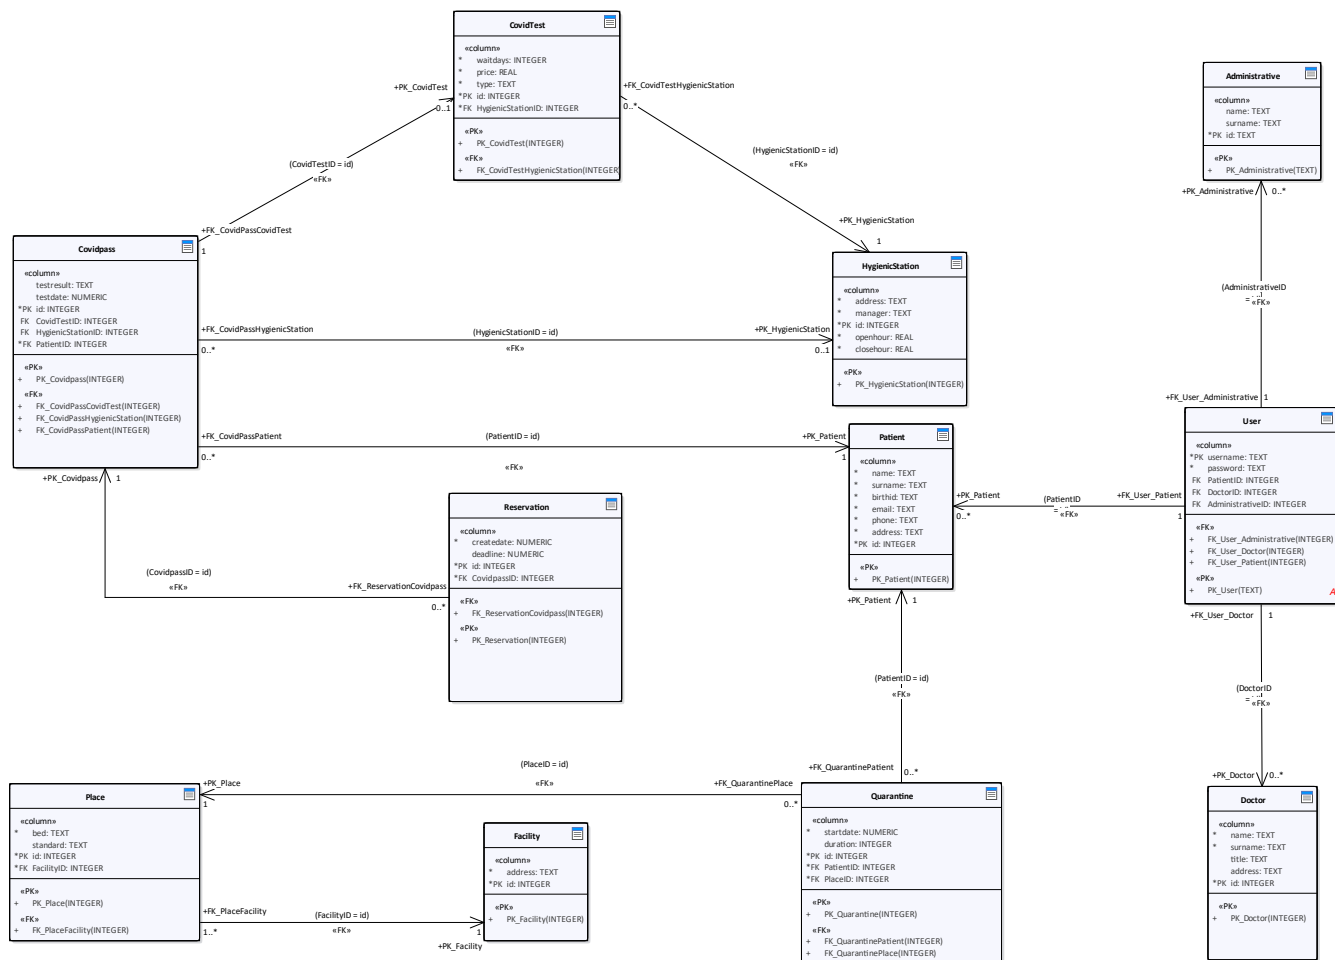 CovidTest
«column»
* waitdays: INTEGER
* price: REAL
* type: TEXT
*PK id: INTEGER
*FK HygienicStationID: INTEGER
«PK»
+ PK_CovidTest(INTEGER)
«FK»
+ FK_CovidTestHygienicStation(INTEGER)
+PK_CovidTest
0..1
+FK_CovidTestHygienicStation
0..*
(CovidTestID = id)
«FK»
(HygienicStationID = id)
«FK»
Administrative
«column»
name: TEXT
surname: TEXT
*PK id: TEXT
«PK»
+ PK_Administrative(TEXT)
+PK_Administrative
0..*
+FK_CovidPassCovidTest
1
+PK_HygienicStation
1
Covidpass
«column»
testresult: TEXT
testdate: NUMERIC
*PK id: INTEGER
FK CovidTestID: INTEGER
FK HygienicStationID: INTEGER
*FK PatientID: INTEGER
«PK»
+ PK_Covidpass(INTEGER)
«FK»
+ FK_CovidPassCovidTest(INTEGER)
+ FK_CovidPassHygienicStation(INTEGER)
+ FK_CovidPassPatient(INTEGER)
+FK_CovidPassHygienicStation
0..*
(HygienicStationID = id)
«FK»
+PK_HygienicStation
0..1
HygienicStation
«column»
* address: TEXT
* manager: TEXT
*PK id: INTEGER
* openhour: REAL
* closehour: REAL
«PK»
+ PK_HygienicStation(INTEGER)
(AdministrativeID
«FK»
+FK_User_Administrative
1
+FK_CovidPassPatient
0..*
(PatientID = id)
«FK»
+PK_Patient
1
Patient
«column»
* name: TEXT
* surname: TEXT
* birthid: TEXT
* email: TEXT
* phone: TEXT
* address: TEXT
*PK id: INTEGER
«PK»
+ PK_Patient(INTEGER)
+PK_Patient
0..*
(PatientID
«FK»
+FK_User_Patient
1
User
«column»
*PK username: TEXT
* password: TEXT
FK PatientID: INTEGER
FK DoctorID: INTEGER
FK AdministrativeID: INTEGER
«FK»
+ FK_User_Administrative(INTEGER)
+ FK_User_Doctor(INTEGER)
+ FK_User_Patient(INTEGER)
«PK»
+ PK_User(TEXT)
A
+PK_Covidpass
1
(CovidpassID = id)
«FK»
+FK_ReservationCovidpass
0..*
Reservation
«column»
* createdate: NUMERIC
deadline: NUMERIC
*PK id: INTEGER
*FK CovidpassID: INTEGER
«FK»
+ FK_ReservationCovidpass(INTEGER)
«PK»
+ PK_Reservation(INTEGER)
+PK_Patient
1
(PatientID = id)
«FK»
+FK_QuarantinePatient
0..*
+FK_User_Doctor
1
(DoctorID
«FK»
+PK_Doctor
0..*
(PlaceID = id)
«FK»
+PK_Place
1
+FK_QuarantinePlace
0..*
Place
«column»
* bed: TEXT
standard: TEXT
*PK id: INTEGER
*FK FacilityID: INTEGER
«PK»
+ PK_Place(INTEGER)
«FK»
+ FK_PlaceFacility(INTEGER)
+FK_PlaceFacility
1..*
(FacilityID = id)
«FK»
1
+PK_Facility
Facility
«column»
* address: TEXT
*PK id: INTEGER
«PK»
+ PK_Facility(INTEGER)
Quarantine
«column»
* startdate: NUMERIC
duration: INTEGER
*PK id: INTEGER
*FK PatientID: INTEGER
*FK PlaceID: INTEGER
«PK»
+ PK_Quarantine(INTEGER)
«FK»
+ FK_QuarantinePatient(INTEGER)
+ FK_QuarantinePlace(INTEGER)
Doctor
«column»
* name: TEXT
* surname: TEXT
title: TEXT
address: TEXT
*PK id: INTEGER
«PK»
+ PK_Doctor(INTEGER)